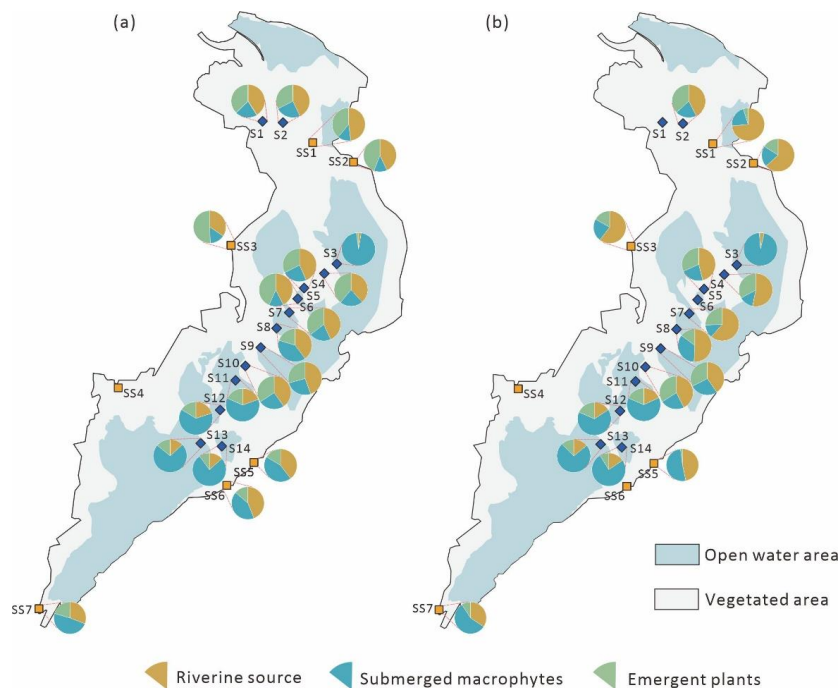 (a)
(b)
S1
S2
SS1
SS2
SS3
S3
S4
S5
S6
S7
S8
S9
S10
S11
SS4
S12
S13
S14
SS5
SS6
SS7
S1
S2
SS1
SS2
SS3
S3
S4
S5
S6
S7
S8
S9
S10
S11
SS4
S12
S13
S14
SS5
SS6
SS7
Open water area
Vegetated area
Riverine source
Submerged macrophytes
Emergent plants